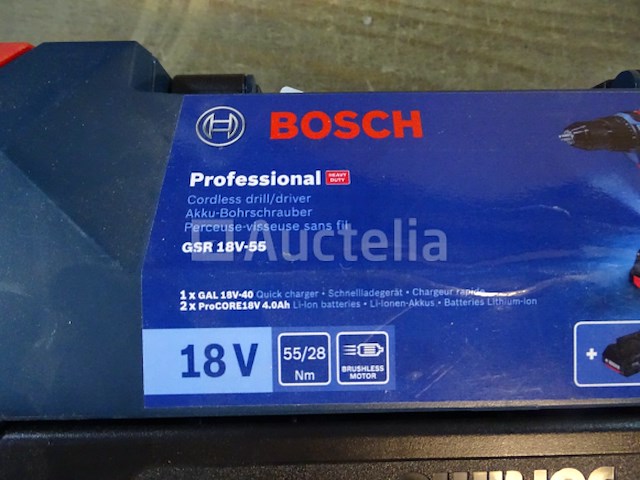 BOSCH
Professional HEAVY DUTY
Cordless drill/driver
Akku-Bohrschrauber
Perceuse-visseuse sans fil
GSR 18V-55
Auctelia
1 x GAL 18V-40 Quick charger • Schnellladegerät • Chargeur rapide
2 x ProCORE18V 4.0Ah Li-Ion batteries • Li-Ionen-Akkus • Batteries Lithium-Ion
18 V
55/28
Nm
BRUSHLESS
MOTOR
+